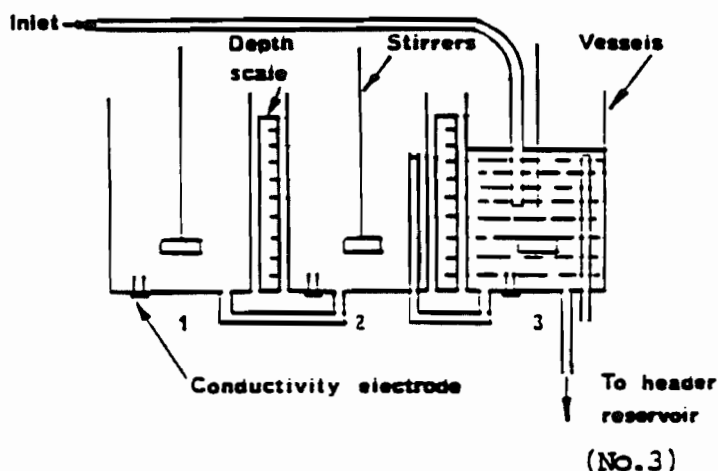 Inlet
Depth
scale
Stirrers
Vessels
1
2
3
Conductivity electrode
To header
reservoir
(No.3)